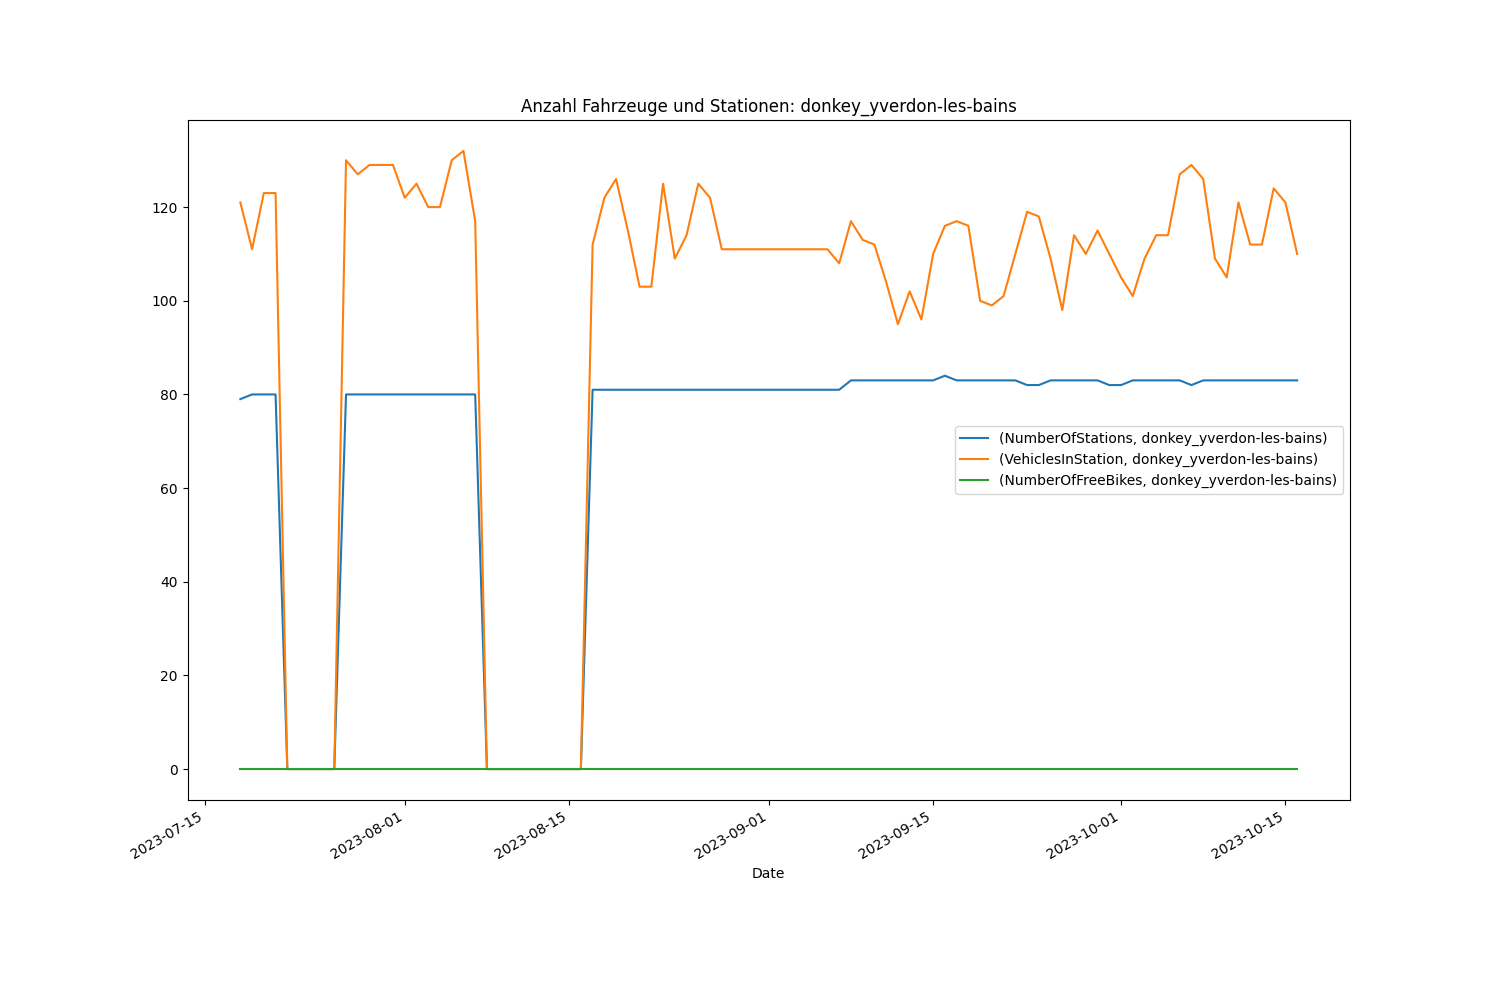 Anzahl Fahrzeuge und Stationen: donkey_yverdon-les-bains
120
100
80
60
40
20
0
(NumberOfStations, donkey_yverdon-les-bains)
(VehiclesInStation, donkey_yverdon-les-bains)
(NumberOfFreeBikes, donkey_yverdon-les-bains)
2023-07-15
2023-08-01
2023-08-15
2023-09-01
2023-09-15
2023-10-01
2023-10-15
Date